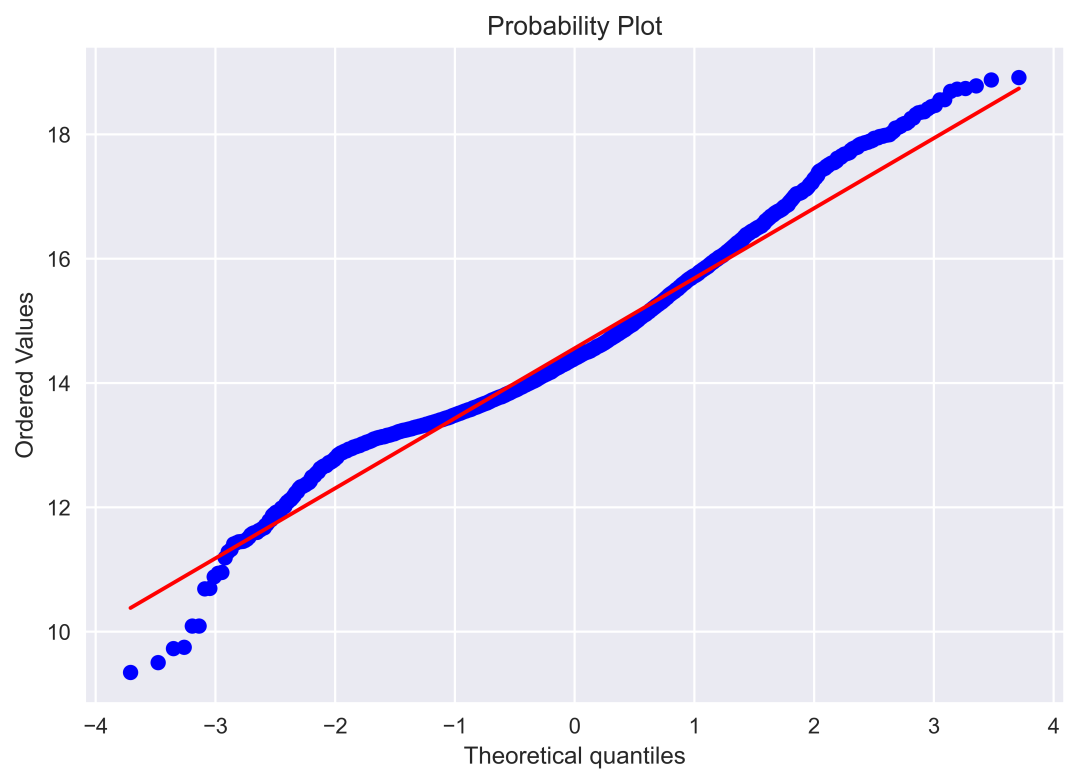 Probability Plot
Ordered Values
18
16
14
12
10
−4 −3 −2 −1 0 1 2 3 4
Theoretical quantiles